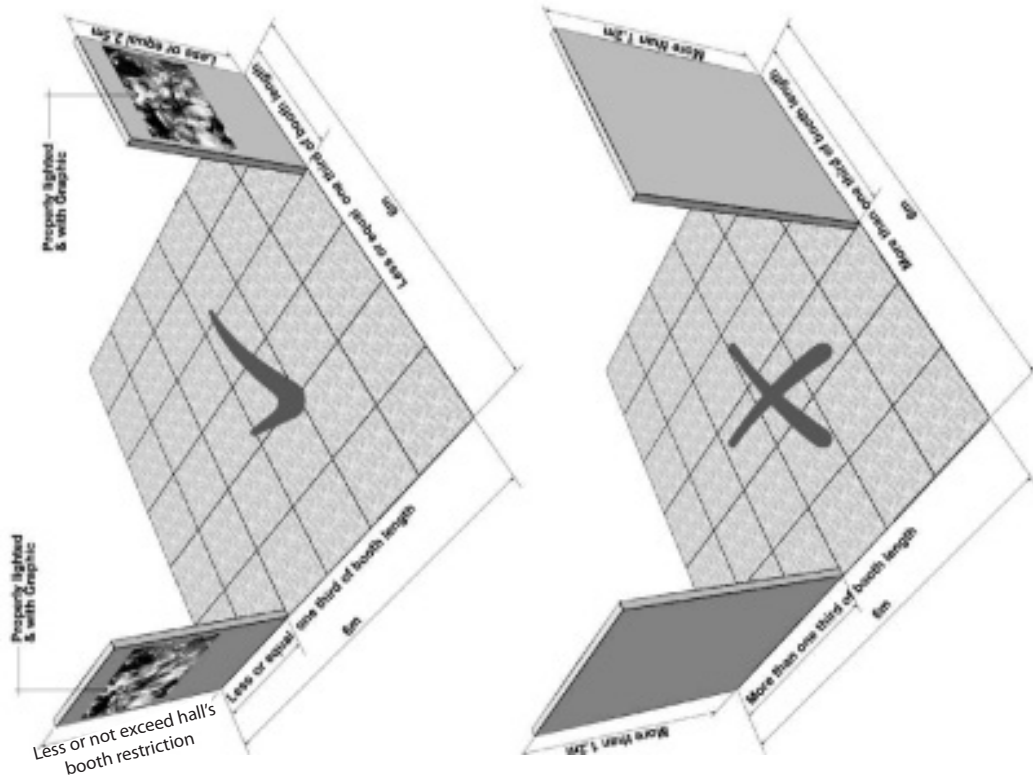 Properly lighted
& with Graphic
Less or equal 2.5m
Less or equal one third of booth length
6m
Properly lighted
& with Graphic
Less or equal one third of booth length
6m
Less or not exceed hall's
booth restriction
More than 1.2m
More than one third of booth length
6m
More than one third of booth length
6m
More than 1.2m